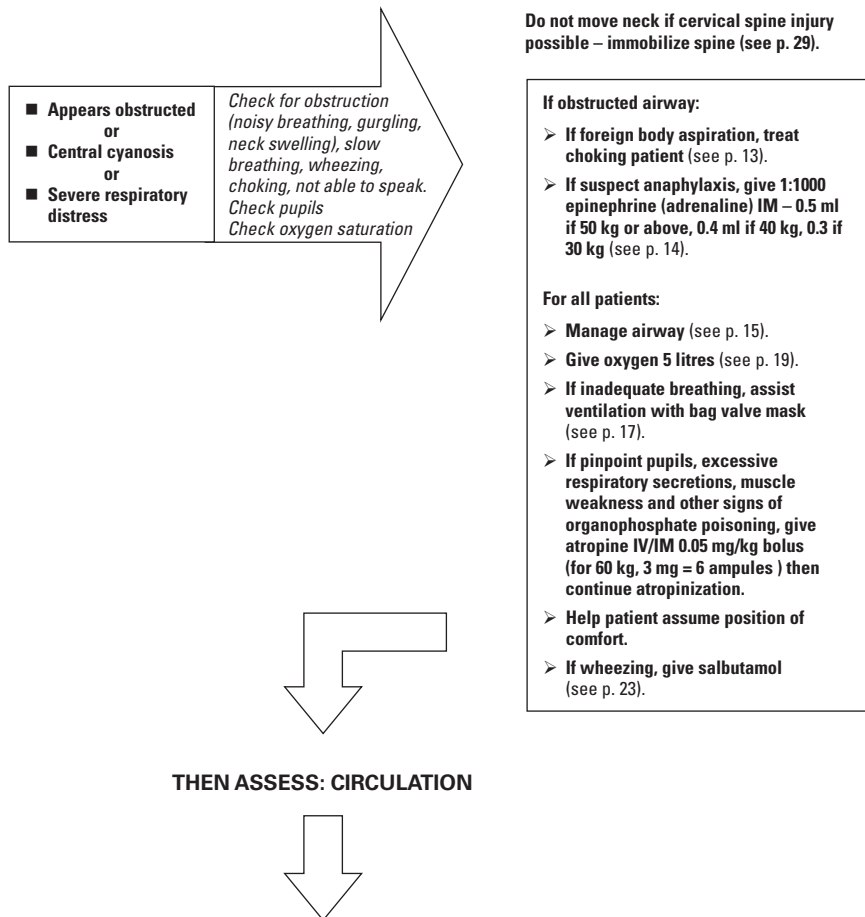 Do not move neck if cervical spine injury
possible – immobilize spine (see p. 29).
■ Appears obstructed
or
■ Central cyanosis
or
■ Severe respiratory
distress
Check for obstruction
(noisy breathing, gurgling,
neck swelling), slow
breathing, wheezing,
choking, not able to speak.
Check pupils
Check oxygen saturation
If obstructed airway:
➢ If foreign body aspiration, treat
choking patient (see p. 13).
➢ If suspect anaphylaxis, give 1:1000
epinephrine (adrenaline) IM – 0.5 ml
if 50 kg or above, 0.4 ml if 40 kg, 0.3 if
30 kg (see p. 14).
For all patients:
➢ Manage airway (see p. 15).
➢ Give oxygen 5 litres (see p. 19).
➢ If inadequate breathing, assist
ventilation with bag valve mask
(see p. 17).
➢ If pinpoint pupils, excessive
respiratory secretions, muscle
weakness and other signs of
organophosphate poisoning, give
atropine IV/IM 0.05 mg/kg bolus
(for 60 kg, 3 mg = 6 ampules ) then
continue atropinization.
➢ Help patient assume position of
comfort.
➢ If wheezing, give salbutamol
(see p. 23).
THEN ASSESS: CIRCULATION